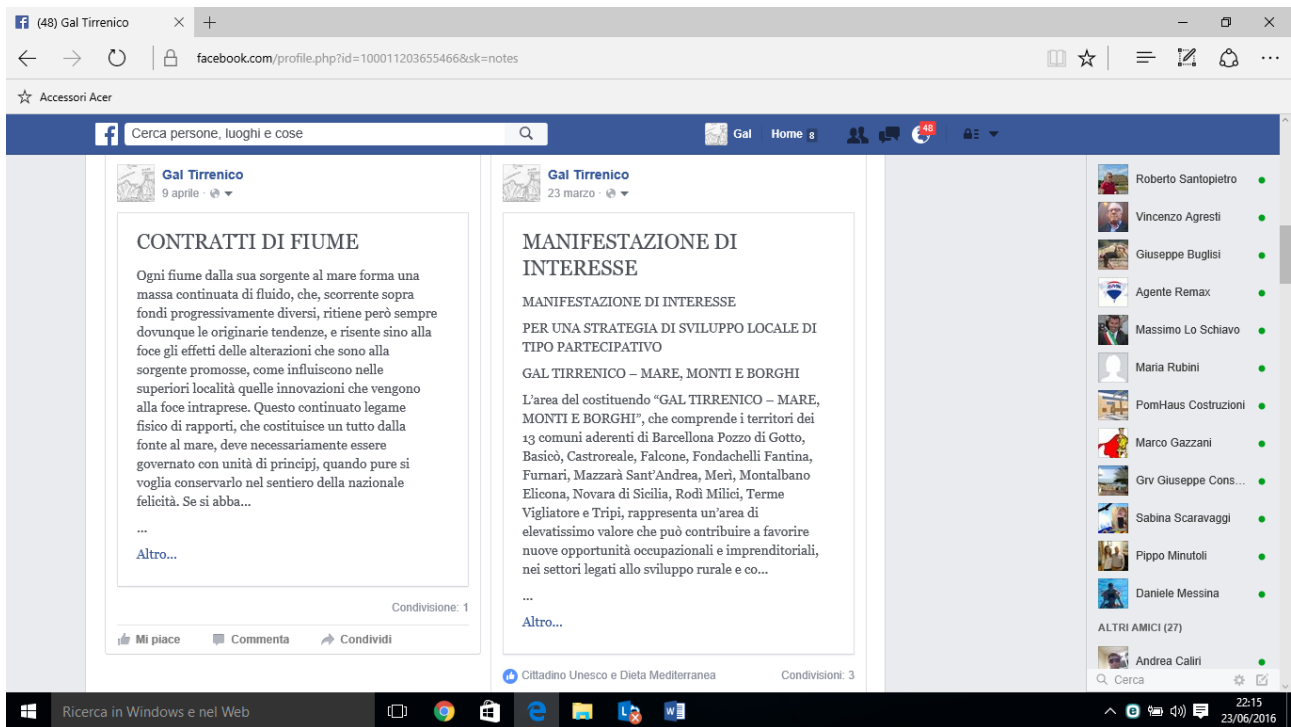 (48) Gal Tirrenico
facebook.com/profile.php?id=100011203655466&sk=notes
Accessori Acer
Cerca persone, luoghi e cose
Gal
Home 8
48
Gal Tirrenico
9 aprile
CONTRATTI DI FIUME
Ogni fiume dalla sua sorgente al mare forma una
massa continuata di fluido, che, scorrente sopra
fondi progressivamente diversi, ritiene però sempre
dovunque le originarie tendenze, e risente sino alla
foce gli effetti delle alterazioni che sono alla
sorgente promosse, come influiscono nelle
superiori località quelle innovazioni che vengono
alla foce intraprese. Questo continuato legame
fisico di rapporti, che costituisce un tutto dalla
fonte al mare, deve necessariamente essere
governato con unità di principj, quando pure si
voglia conservarlo nel sentiero della nazionale
felicità. Se si abba...
...
Altro...
Condivisione: 1
Mi piace
Commenta
Condividi
Gal Tirrenico
23 marzo
MANIFESTAZIONE DI
INTERESSE
MANIFESTAZIONE DI INTERESSE
PER UNA STRATEGIA DI SVILUPPO LOCALE DI
TIPO PARTECIPATIVO
GAL TIRRENICO – MARE, MONTI E BORGHI
L'area del costituendo “GAL TIRRENICO – MARE,
MONTI E BORGHI”, che comprende i territori dei
13 comuni aderenti di Barcellona Pozzo di Gotto,
Basicò, Castroreale, Falcone, Fondachelli Fantina,
Furnari, Mazzarà Sant'Andrea, Merì, Montalbano
Elicona, Novara di Sicilia, Rodì Milici, Terme
Vigliatore e Tripi, rappresenta un'area di
elevatissimo valore che può contribuire a favorire
nuove opportunità occupazionali e imprenditoriali,
nei settori legati allo sviluppo rurale e co...
...
Altro...
Cittadino Unesco e Dieta Mediterranea
Condivisioni: 3
Roberto Santopietro
Vincenzo Agresti
Giuseppe Buglisi
Agente Remax
Massimo Lo Schiavo
Maria Rubini
PomHaus Costruzioni
Marco Gazzani
Grv Giuseppe Cons...
Sabina Scaravaggi
Pippo Minutoli
Daniele Messina
ALTRI AMICI (27)
Andrea Caliri
Cerca
Ricerca in Windows e nel Web
22:15
23/06/2016